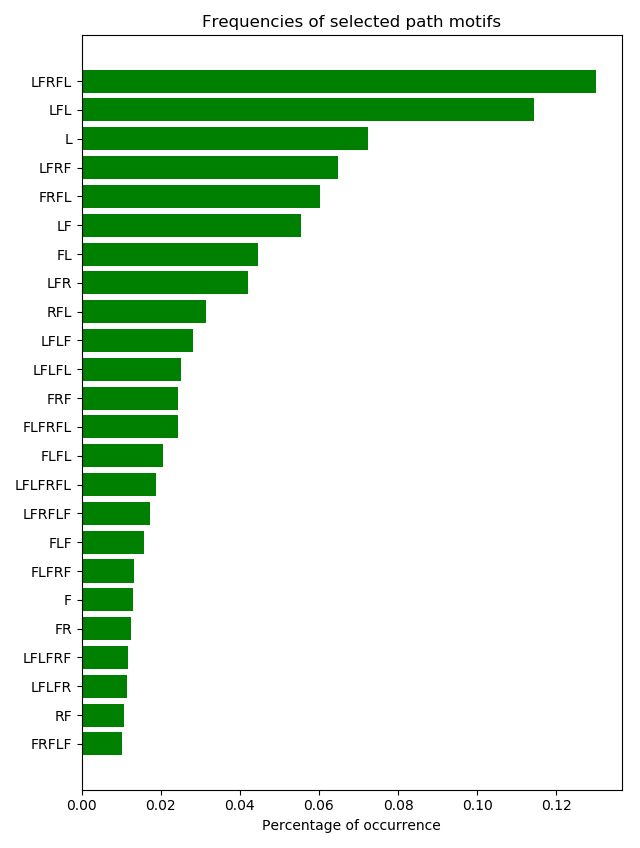 Frequencies of selected path motifs
LFRFL
LFL
L
LFRF
FRFL
LF
FL
LFR
RFL
LFLF
LFLFL
FRF
FLFRFL
FLFL
LFLFRFL
LFRFLF
FLF
FLFRF
F
FR
LFLFRF
LFLFR
RF
FRFLF
0.00 0.02 0.04 0.06 0.08 0.10 0.12
Percentage of occurrence